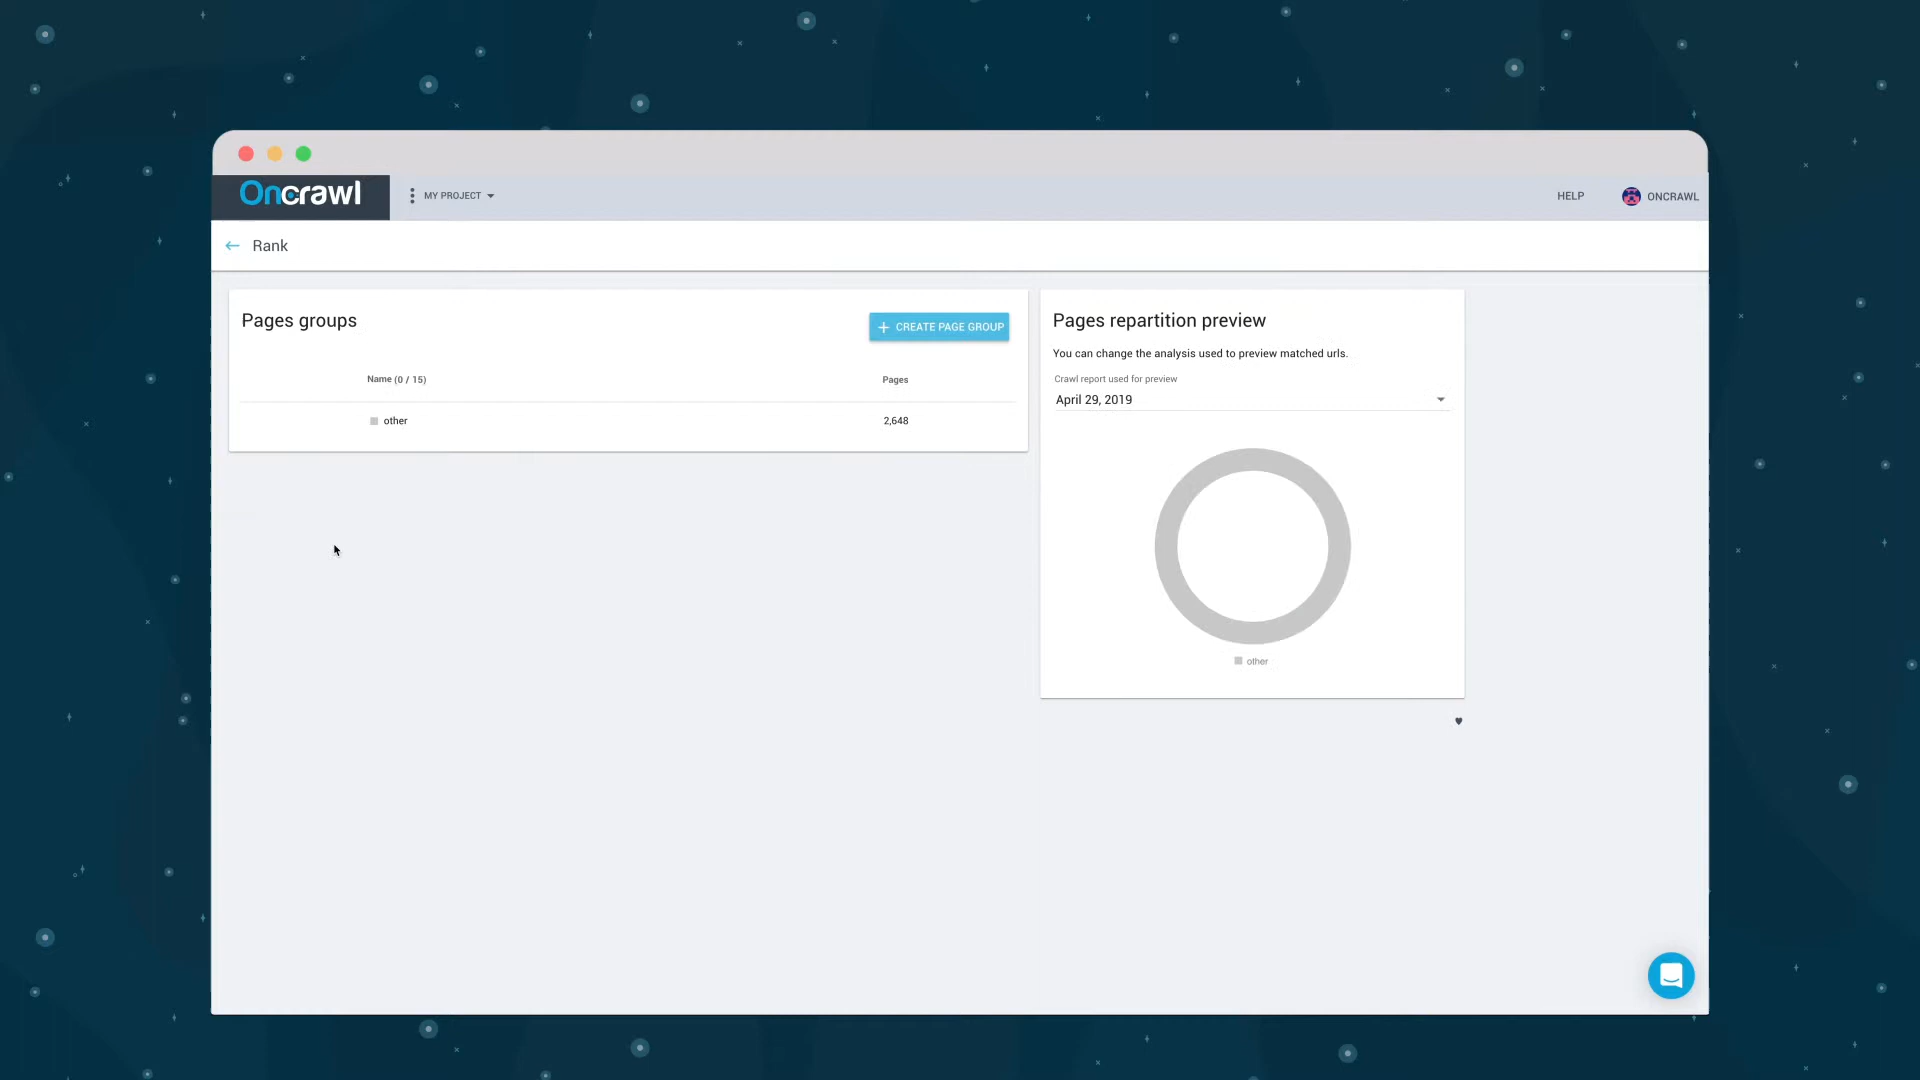 Oncrawl
MY PROJECT
HELP
ONCRAWL
Rank
Pages groups
CREATE PAGE GROUP
Name (0 / 15)
Pages
other
2,648
Pages repartition preview
You can change the analysis used to preview matched urls.
Crawl report used for preview
April 29, 2019
other